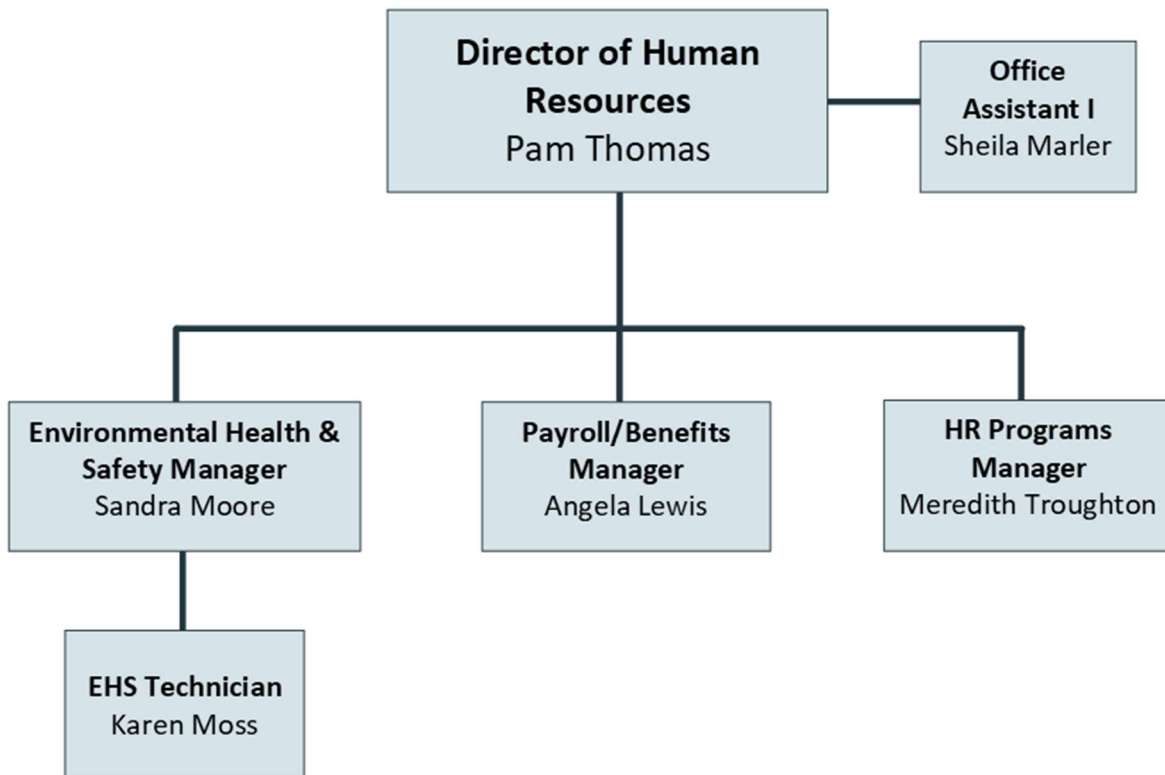 Director of Human
Resources
Pam Thomas
Office
Assistant I
Sheila Marler
Environmental Health &
Safety Manager
Sandra Moore
Payroll/Benefits
Manager
Angela Lewis
HR Programs
Manager
Meredith Troughton
EHS Technician
Karen Moss